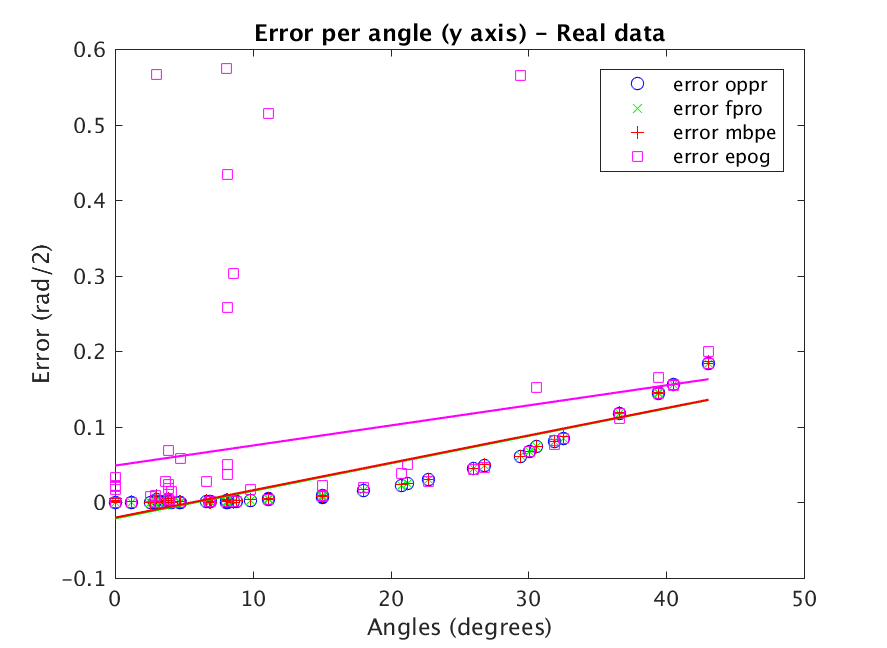 Error per angle (y axis) – Real data
0.6
0.5
0.4
0.3
0.2
0.1
0
-0.1
Error (rad/2)
error oppr
error fpro
error mbpe
error epog
0 10 20 30 40 50
Angles (degrees)